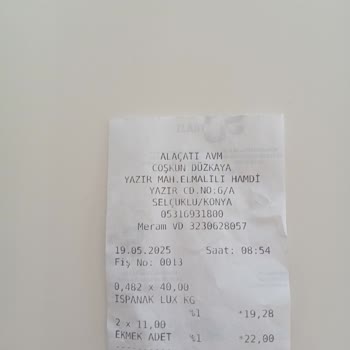 ALAÇATI AVM
COŞKUN DÜZKAYA
YAZIR MAH.ELMALILI HAMDİ
YAZIR CD.NO:6/A
SELÇUKLU/KONYA
05316931800
Meram VD 3230628057
19.05.2025 Saat: 08:54
Fiş No: 0013
0,482 x 40,00
ISPANAK LUX KG %1 *19,28
2 x 11,00
EKMEK ADET %1 *22,00